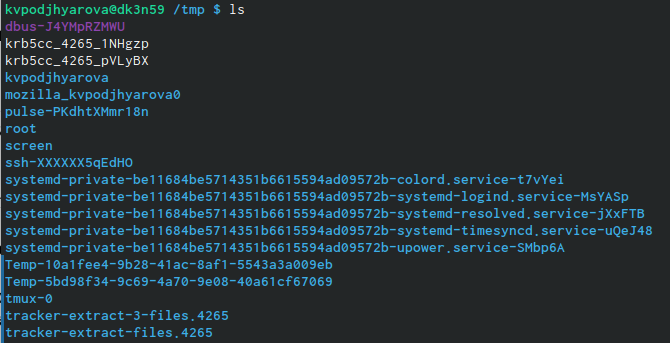 kvpodjhyarova@dk3n59 /tmp $ ls
dbus-J4YMpRZMWU
krb5cc_4265_1NHgzp
krb5cc_4265_pVLyBX
kvpodjhyarova
mozilla_kvpodjhyarova0
pulse-PKdhtXMmr18n
root
screen
ssh-XXXXXX5qEdHO
systemd-private-be11684be5714351b6615594ad09572b-colord.service-t7vYei
systemd-private-be11684be5714351b6615594ad09572b-systemd-logind.service-MsYASp
systemd-private-be11684be5714351b6615594ad09572b-systemd-resolved.service-jXxFTB
systemd-private-be11684be5714351b6615594ad09572b-systemd-timesyncd.service-uQeJ48
systemd-private-be11684be5714351b6615594ad09572b-upower.service-SMbp6A
Temp-10a1fee4-9b28-41ac-8af1-5543a3a009eb
Temp-5bd98f34-9c69-4a70-9e08-40a61cf67069
tmux-0
tracker-extract-3-files.4265
tracker-extract-files.4265